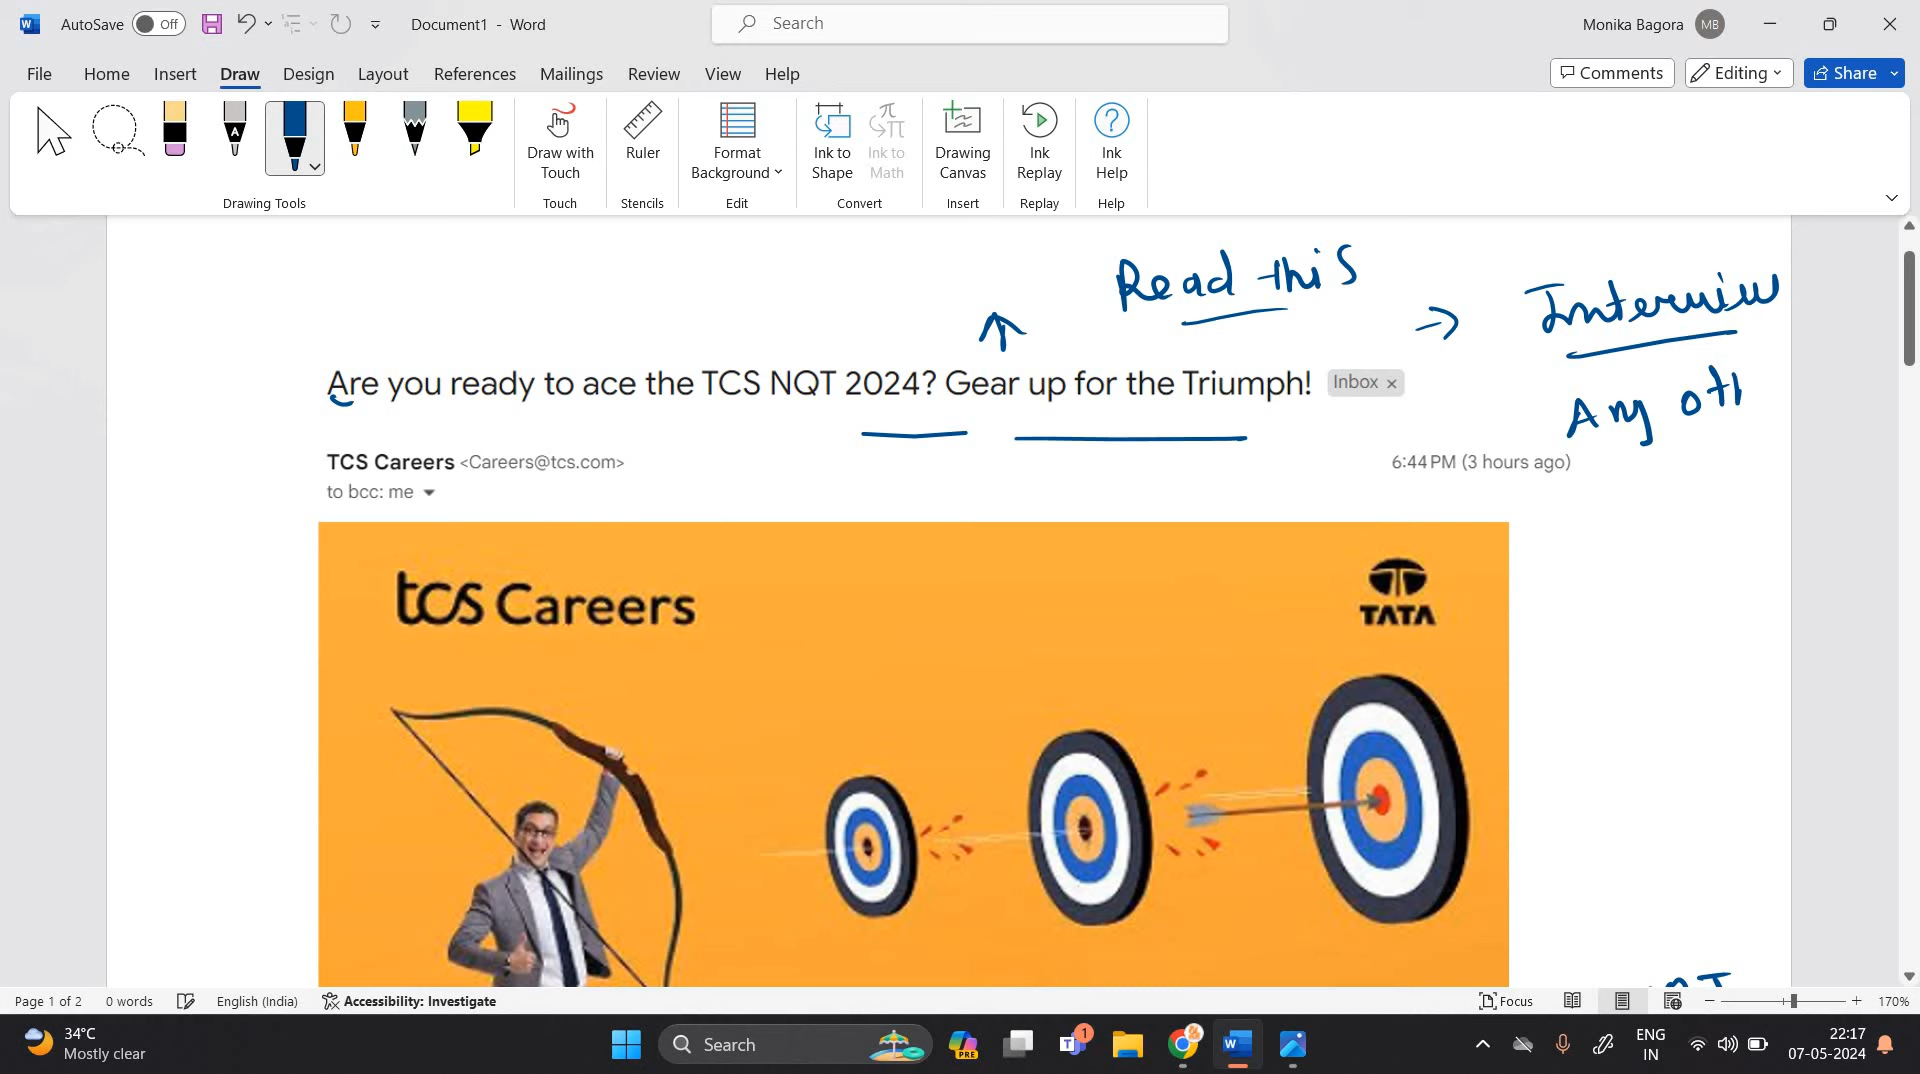 AutoSave Off Document1 - Word Search Monika Bagora MB
File Home Insert Draw Design Layout References Mailings Review View Help Comments Editing Share
A
Draw with Touch Ruler Format Background Ink to Shape Ink to Math Drawing Canvas Ink Replay Ink Help
Drawing Tools Touch Stencils Edit Convert Insert Replay Help
Read this
Any oth
Are you ready to ace the TCS NQT 2024? Gear up for the Triumph! Inbox ×
TCS Careers <Careers@tcs.com> 6:44 PM (3 hours ago)
to bcc: me
tcs Careers
TATA
Page 1 of 2 0 words English (India) Accessibility: Investigate Focus 170%
34°C
Mostly clear
Search
PRE
1
ENG
IN
22:17
07-05-2024